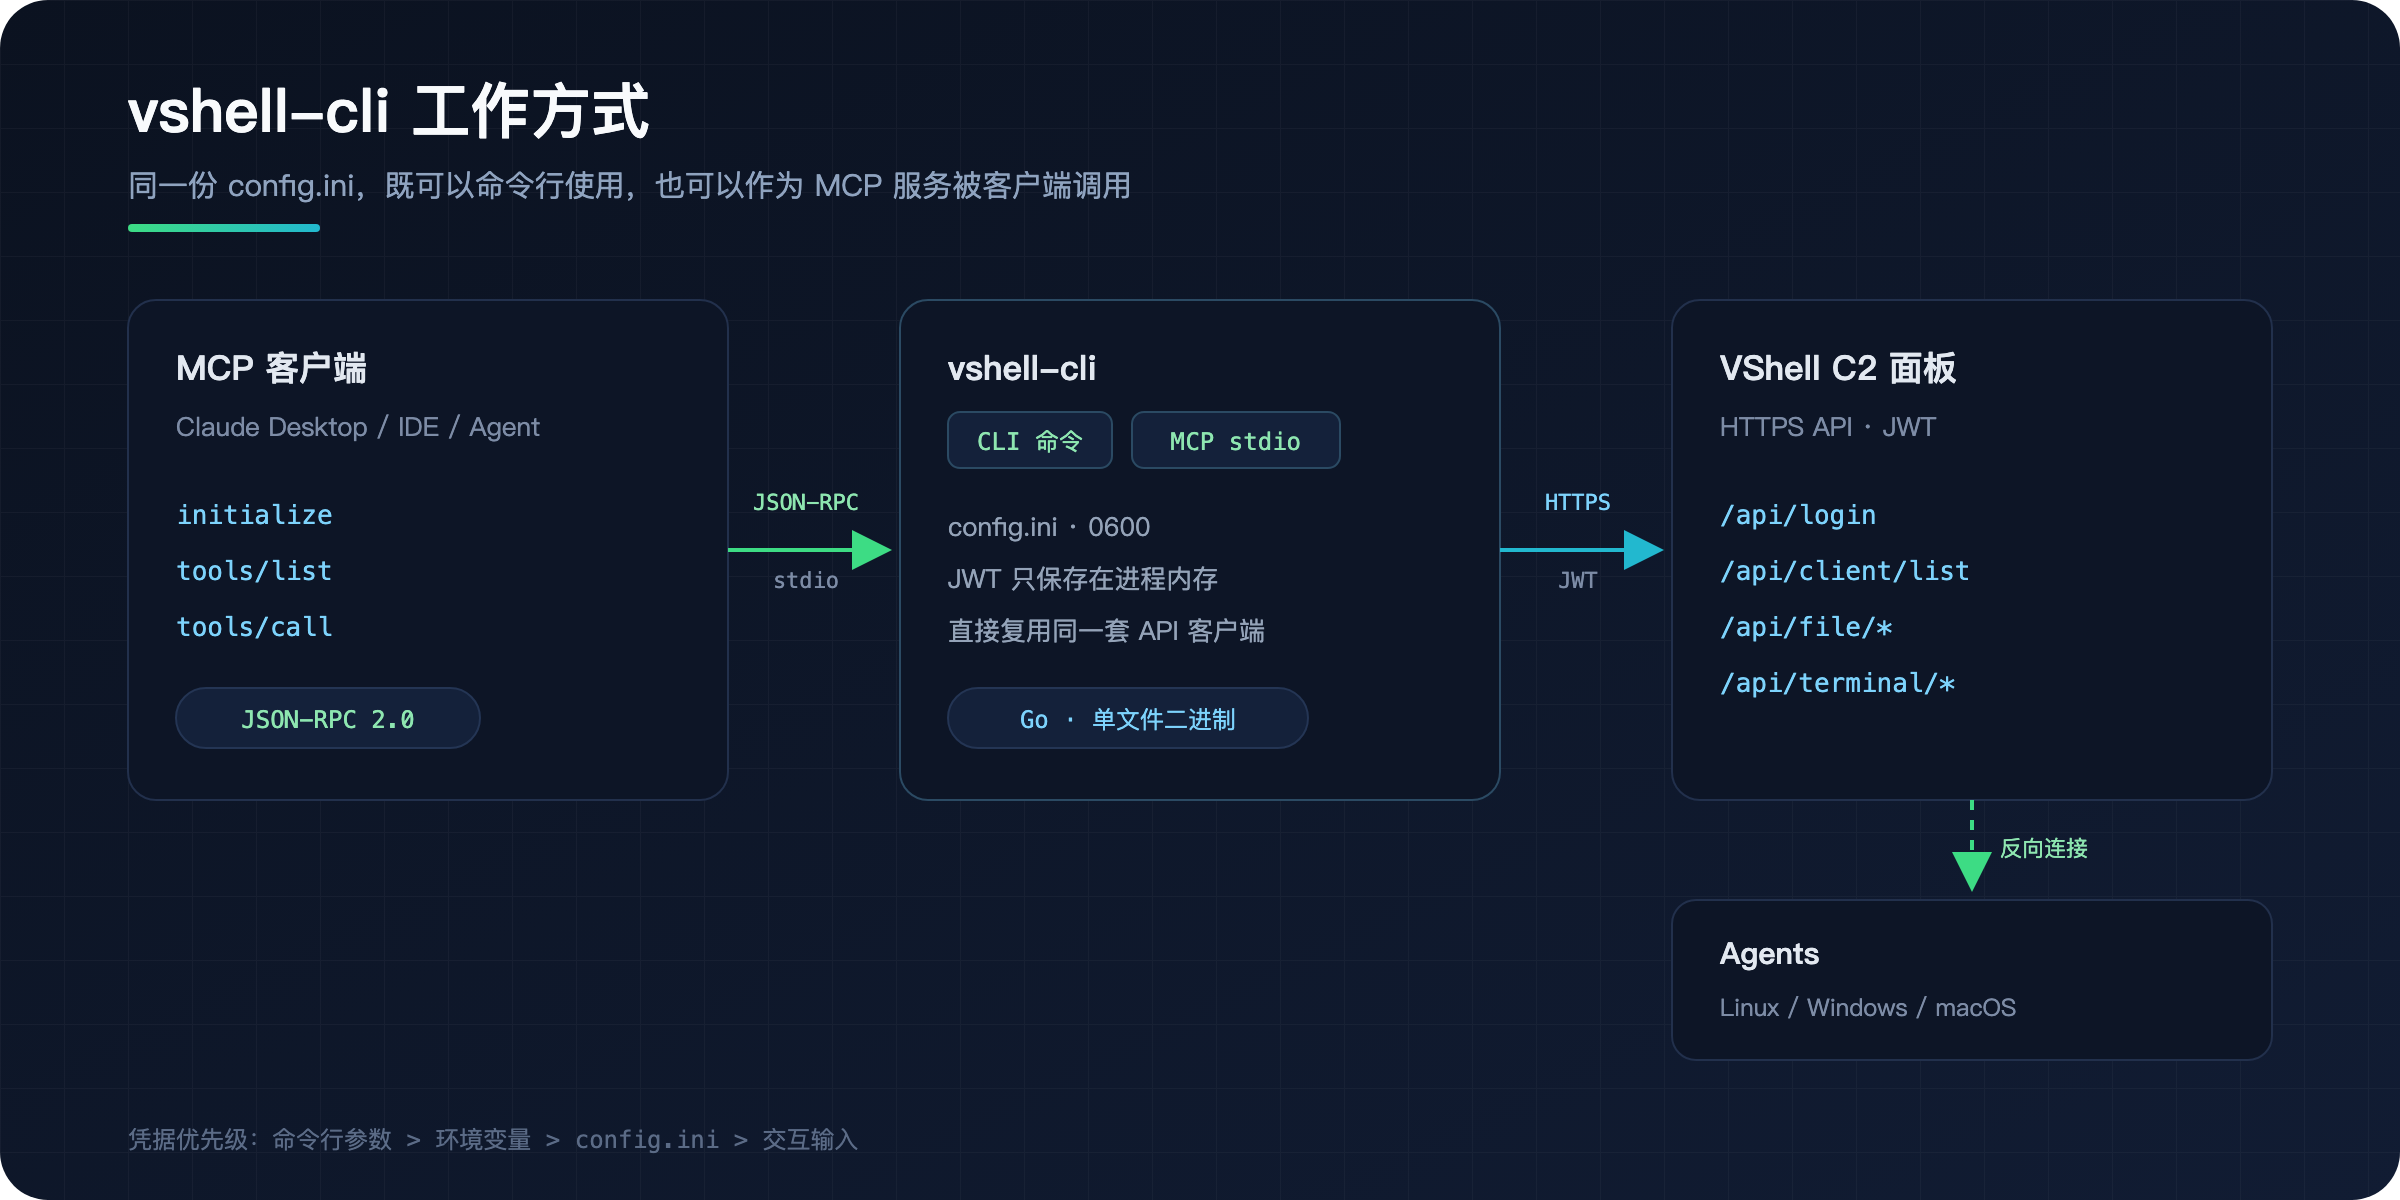 vshell-cli 工作方式
同一份 config.ini，既可以命令行使用，也可以作为 MCP 服务被客户端调用
MCP 客户端
Claude Desktop / IDE / Agent
initialize
tools/list
tools/call
JSON-RPC 2.0
JSON-RPC
stdio
vshell-cli
CLI 命令
MCP stdio
config.ini · 0600
JWT 只保存在进程内存
直接复用同一套 API 客户端
Go · 单文件二进制
HTTPS
JWT
VShell C2 面板
HTTPS API · JWT
/api/login
/api/client/list
/api/file/*
/api/terminal/*
反向连接
Agents
Linux / Windows / macOS
凭据优先级：命令行参数 > 环境变量 > config.ini > 交互输入